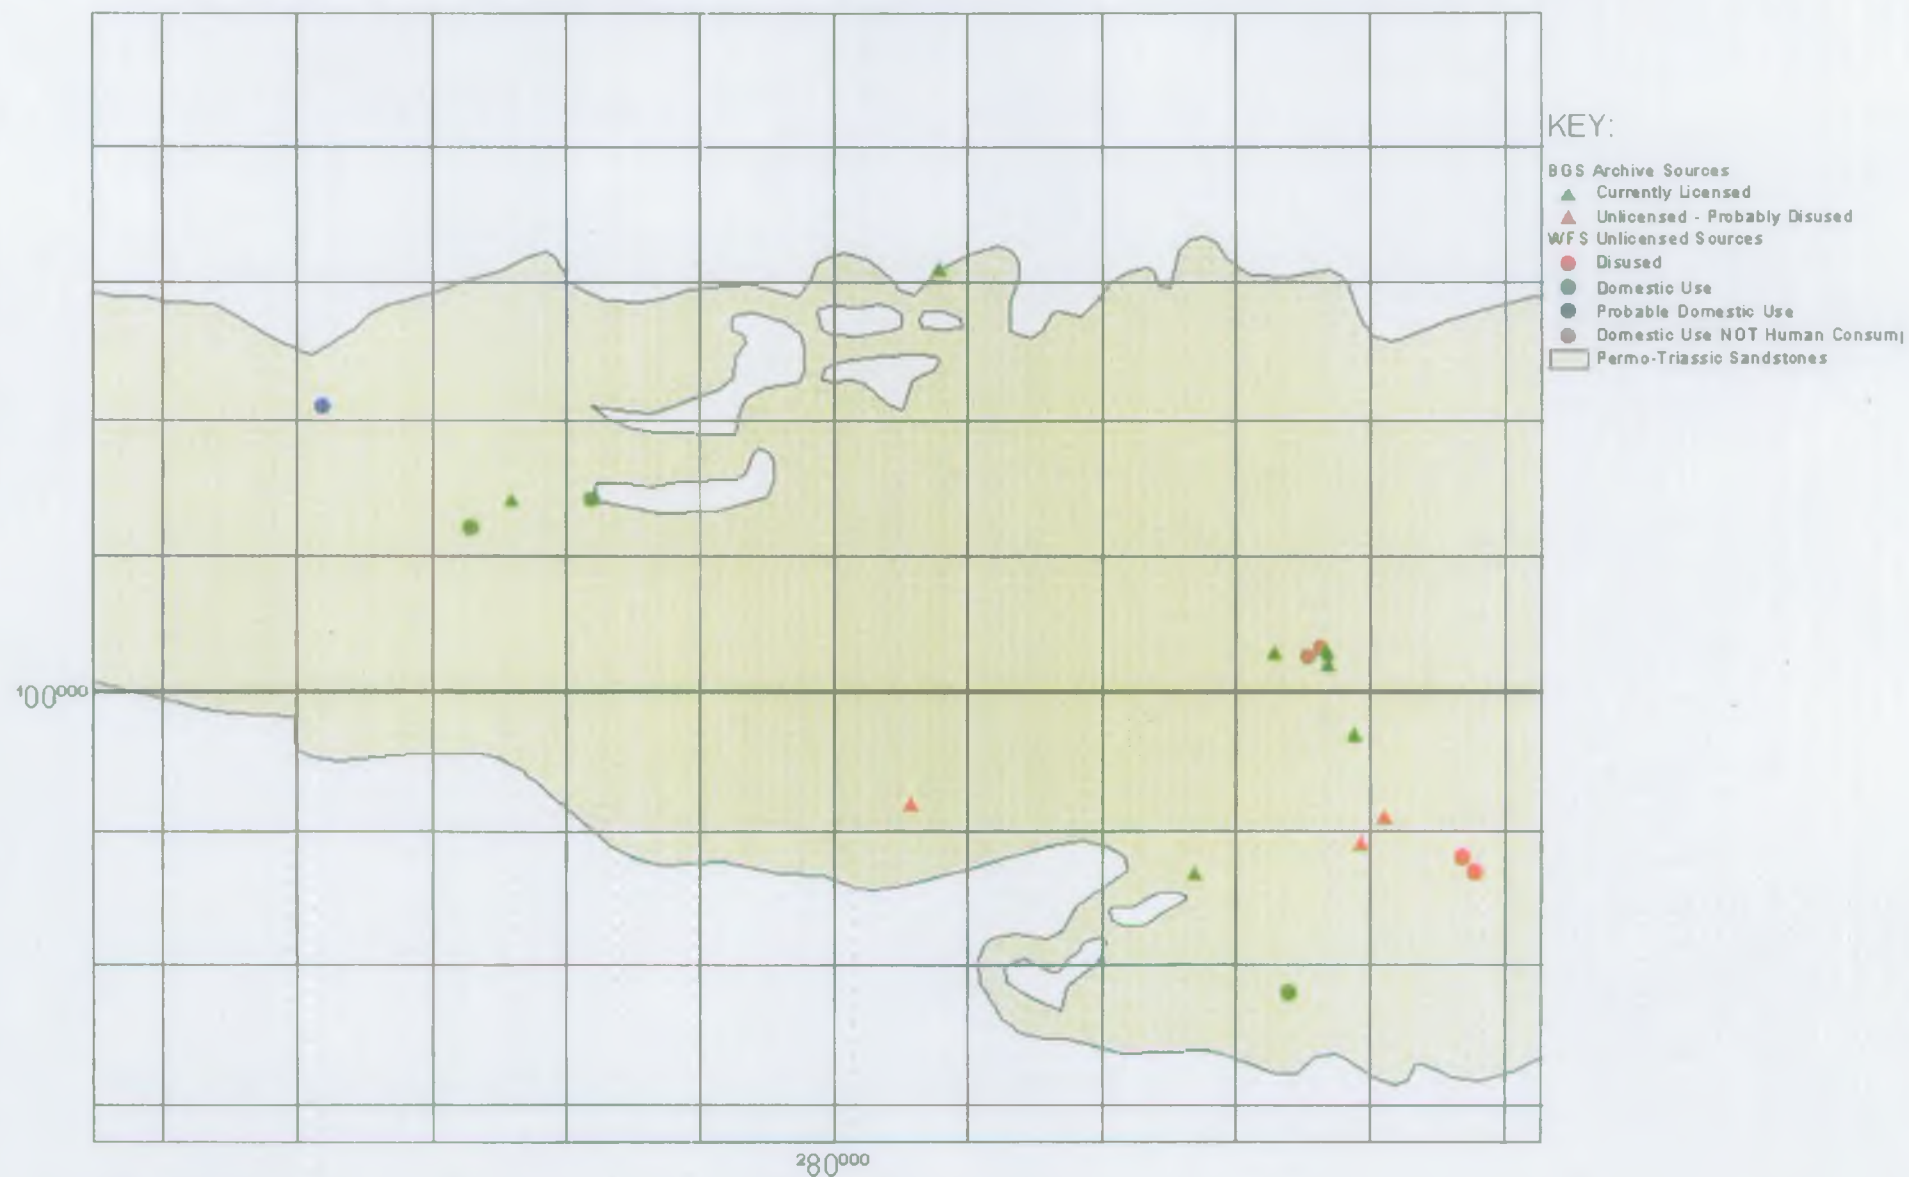 KEY:
BGS Archive Sources
Currently Licensed
Unlicensed - Probably Disused
WFS Unlicensed Sources
Disused
Domestic Use
Probable Domestic Use
Domestic Use NOT Human Consum
Permo-Triassic Sandstones
100000
280000